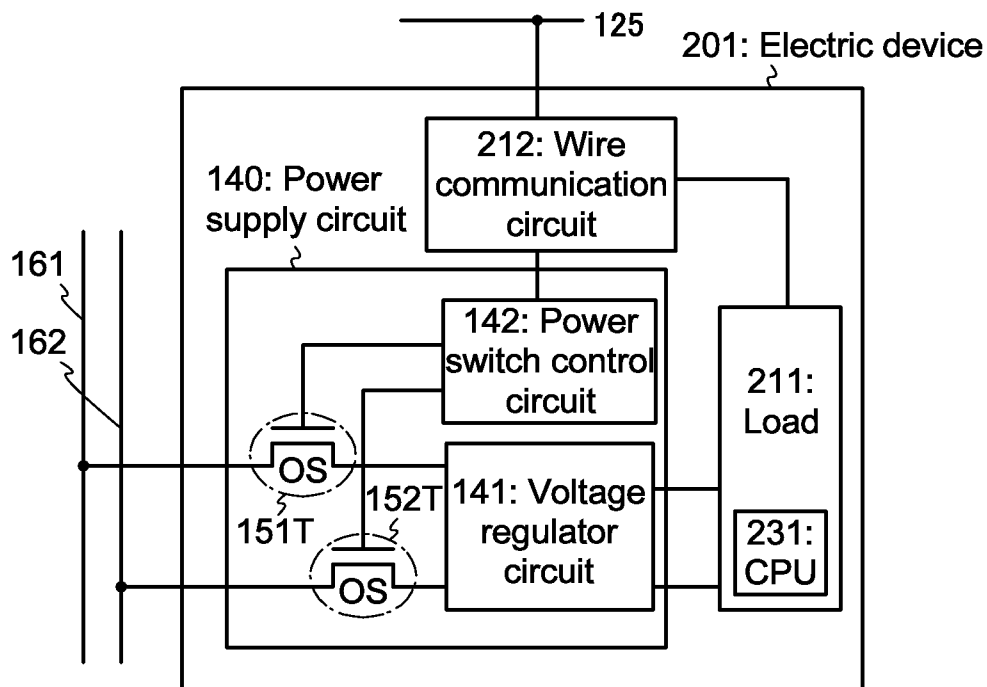 125
201: Electric device
212: Wire
communication
circuit
140: Power
supply circuit
161
162
142: Power
switch control
circuit
211:
Load
OS
151T
152T
141: Voltage
regulator
circuit
231:
CPU
OS